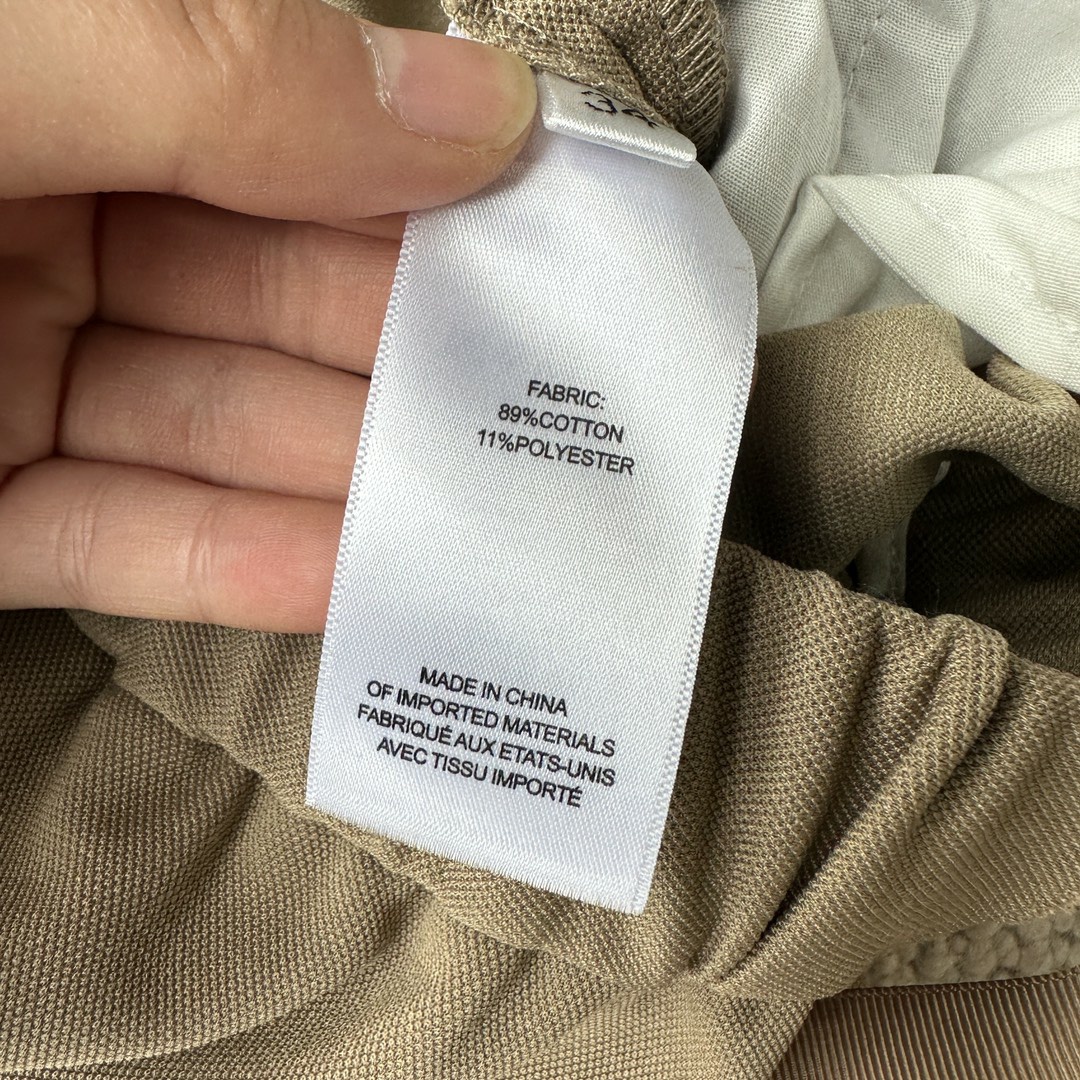 FABRIC:
89%COTTON
11%POLYESTER
MADE IN CHINA
OF IMPORTED MATERIALS
FABRIQUÉ AUX ETATS-UNIS
AVEC TISSU IMPORTÉ